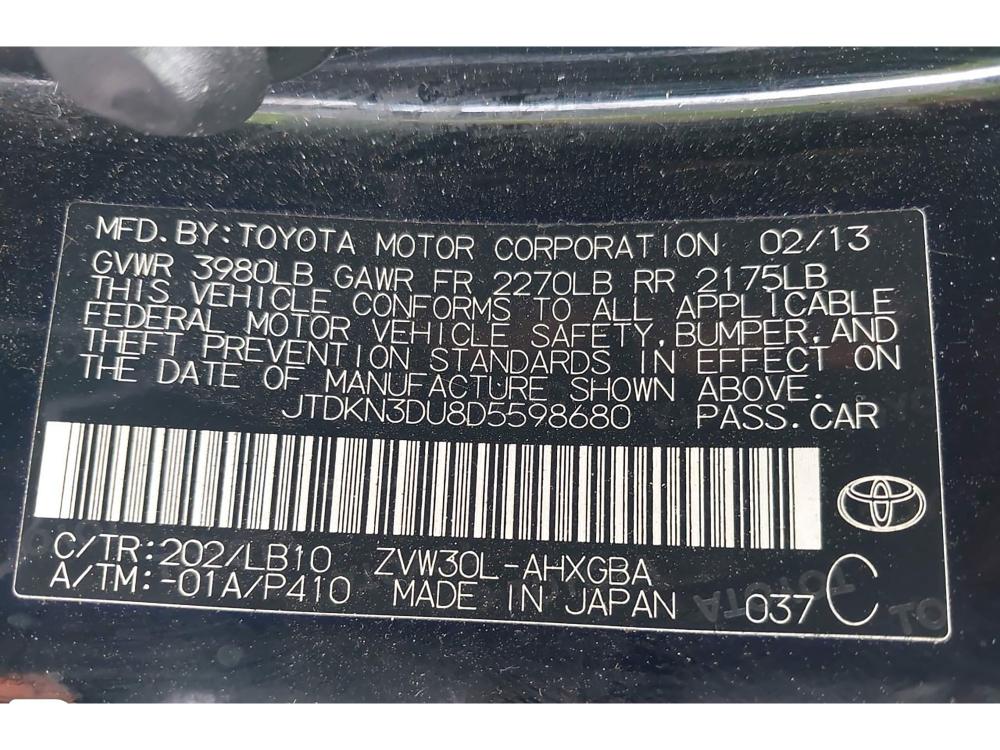 MFD.BY:TOYOTA MOTOR CORPORATION 02/13
GVWR 3980LB GAWR FR 2270LB RR 2175LB
THIS VEHICLE CONFORMS TO ALL APPLICABLE
FEDERAL MOTOR VEHICLE SAFETY,BUMPER,AND
THEFT PREVENTION STANDARDS IN EFFECT ON
THE DATE OF MANUFACTURE SHOWN ABOVE.
JTDKN3DU8D5598680 PASS.CAR
C/TR:202/LB10 ZVW30L-AHXGBA
A/TM:-01A/P410 MADE IN JAPAN 037 C
TOYOTA